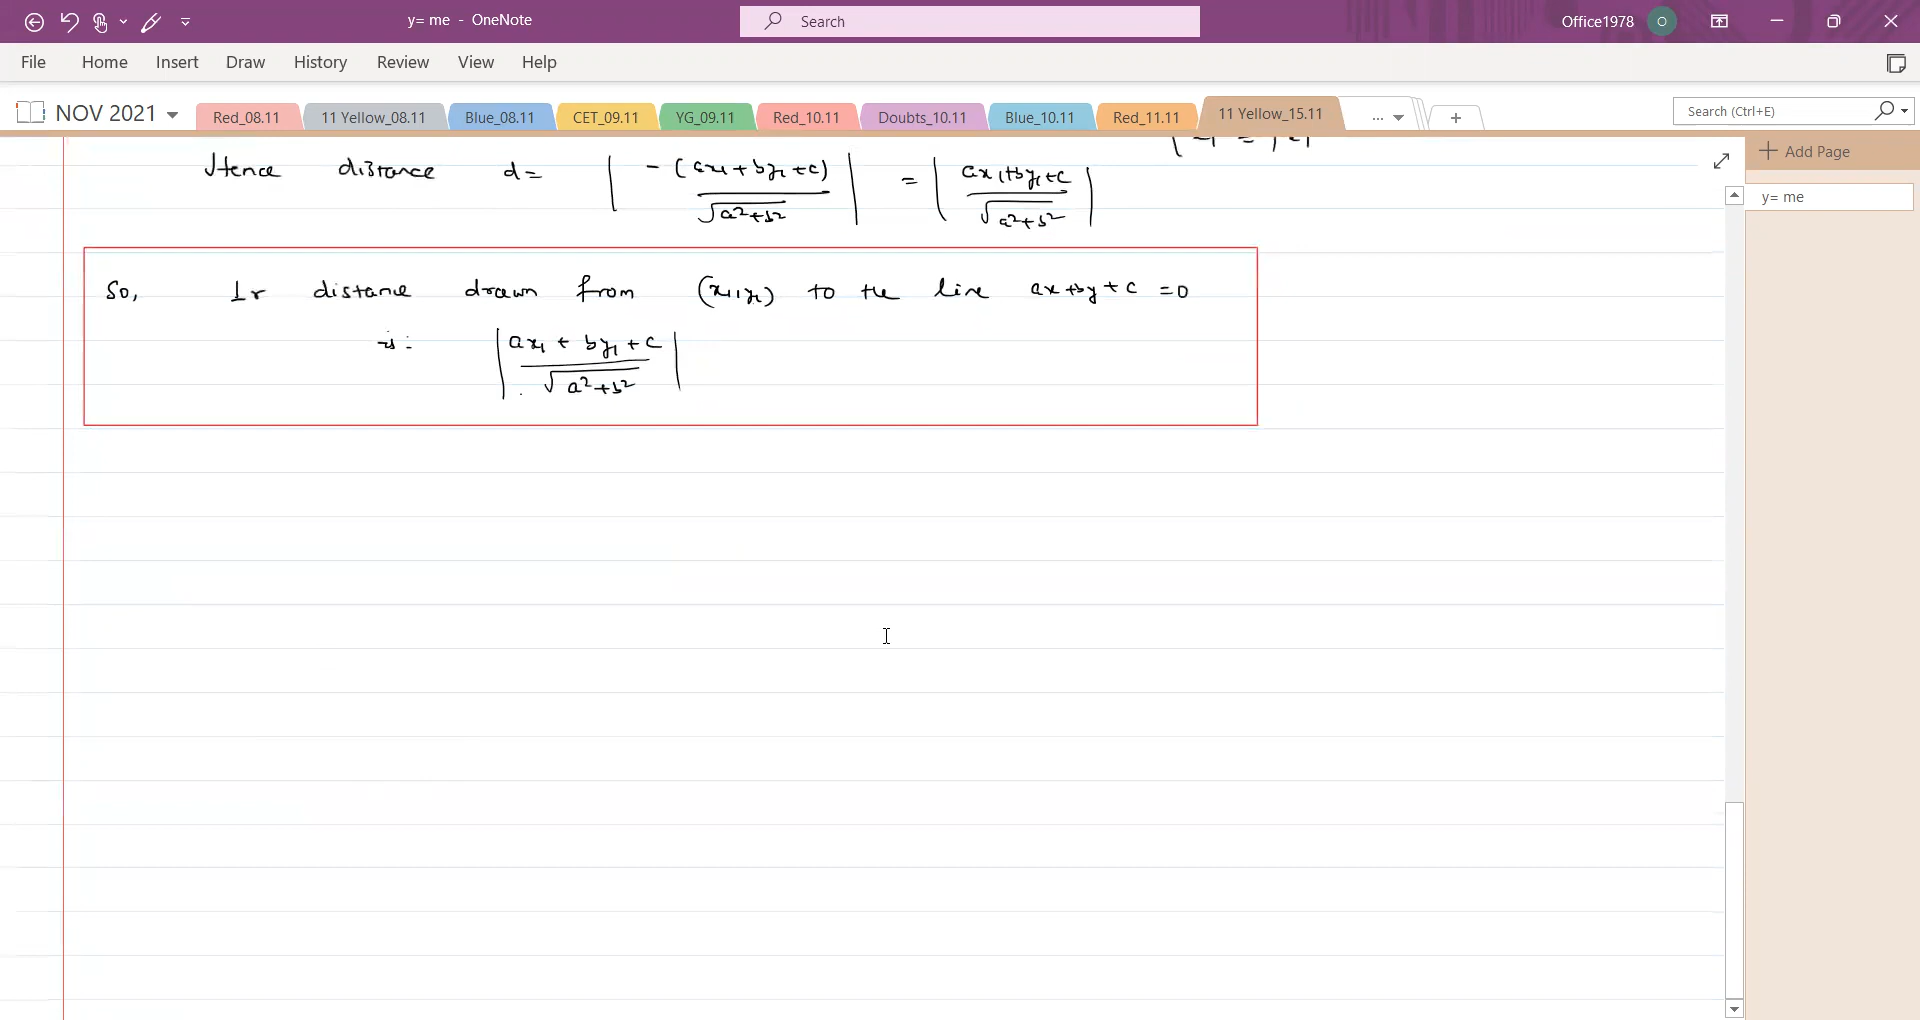 y= me - OneNote
Search
Office1978
O
File Home Insert Draw History Review View Help
NOV 2021
Red_08.11 11 Yellow_08.11 Blue_08.11 CET_09.11 YG_09.11 Red_10.11 Doubts_10.11 Blue_10.11 Red_11.11 11 Yellow_15.11 ... +
Search (Ctrl+E)
Add Page
y= me
Hence distance d= | -(ax₁+by₁+c) / √a²+b² | = | ax₁+by₁+c / √a²+b² |
So, ⊥r distance drawn from (x₁,y₁) to the line ax+by+c =0
is: | ax₁ + by₁ + c / √a²+b² |